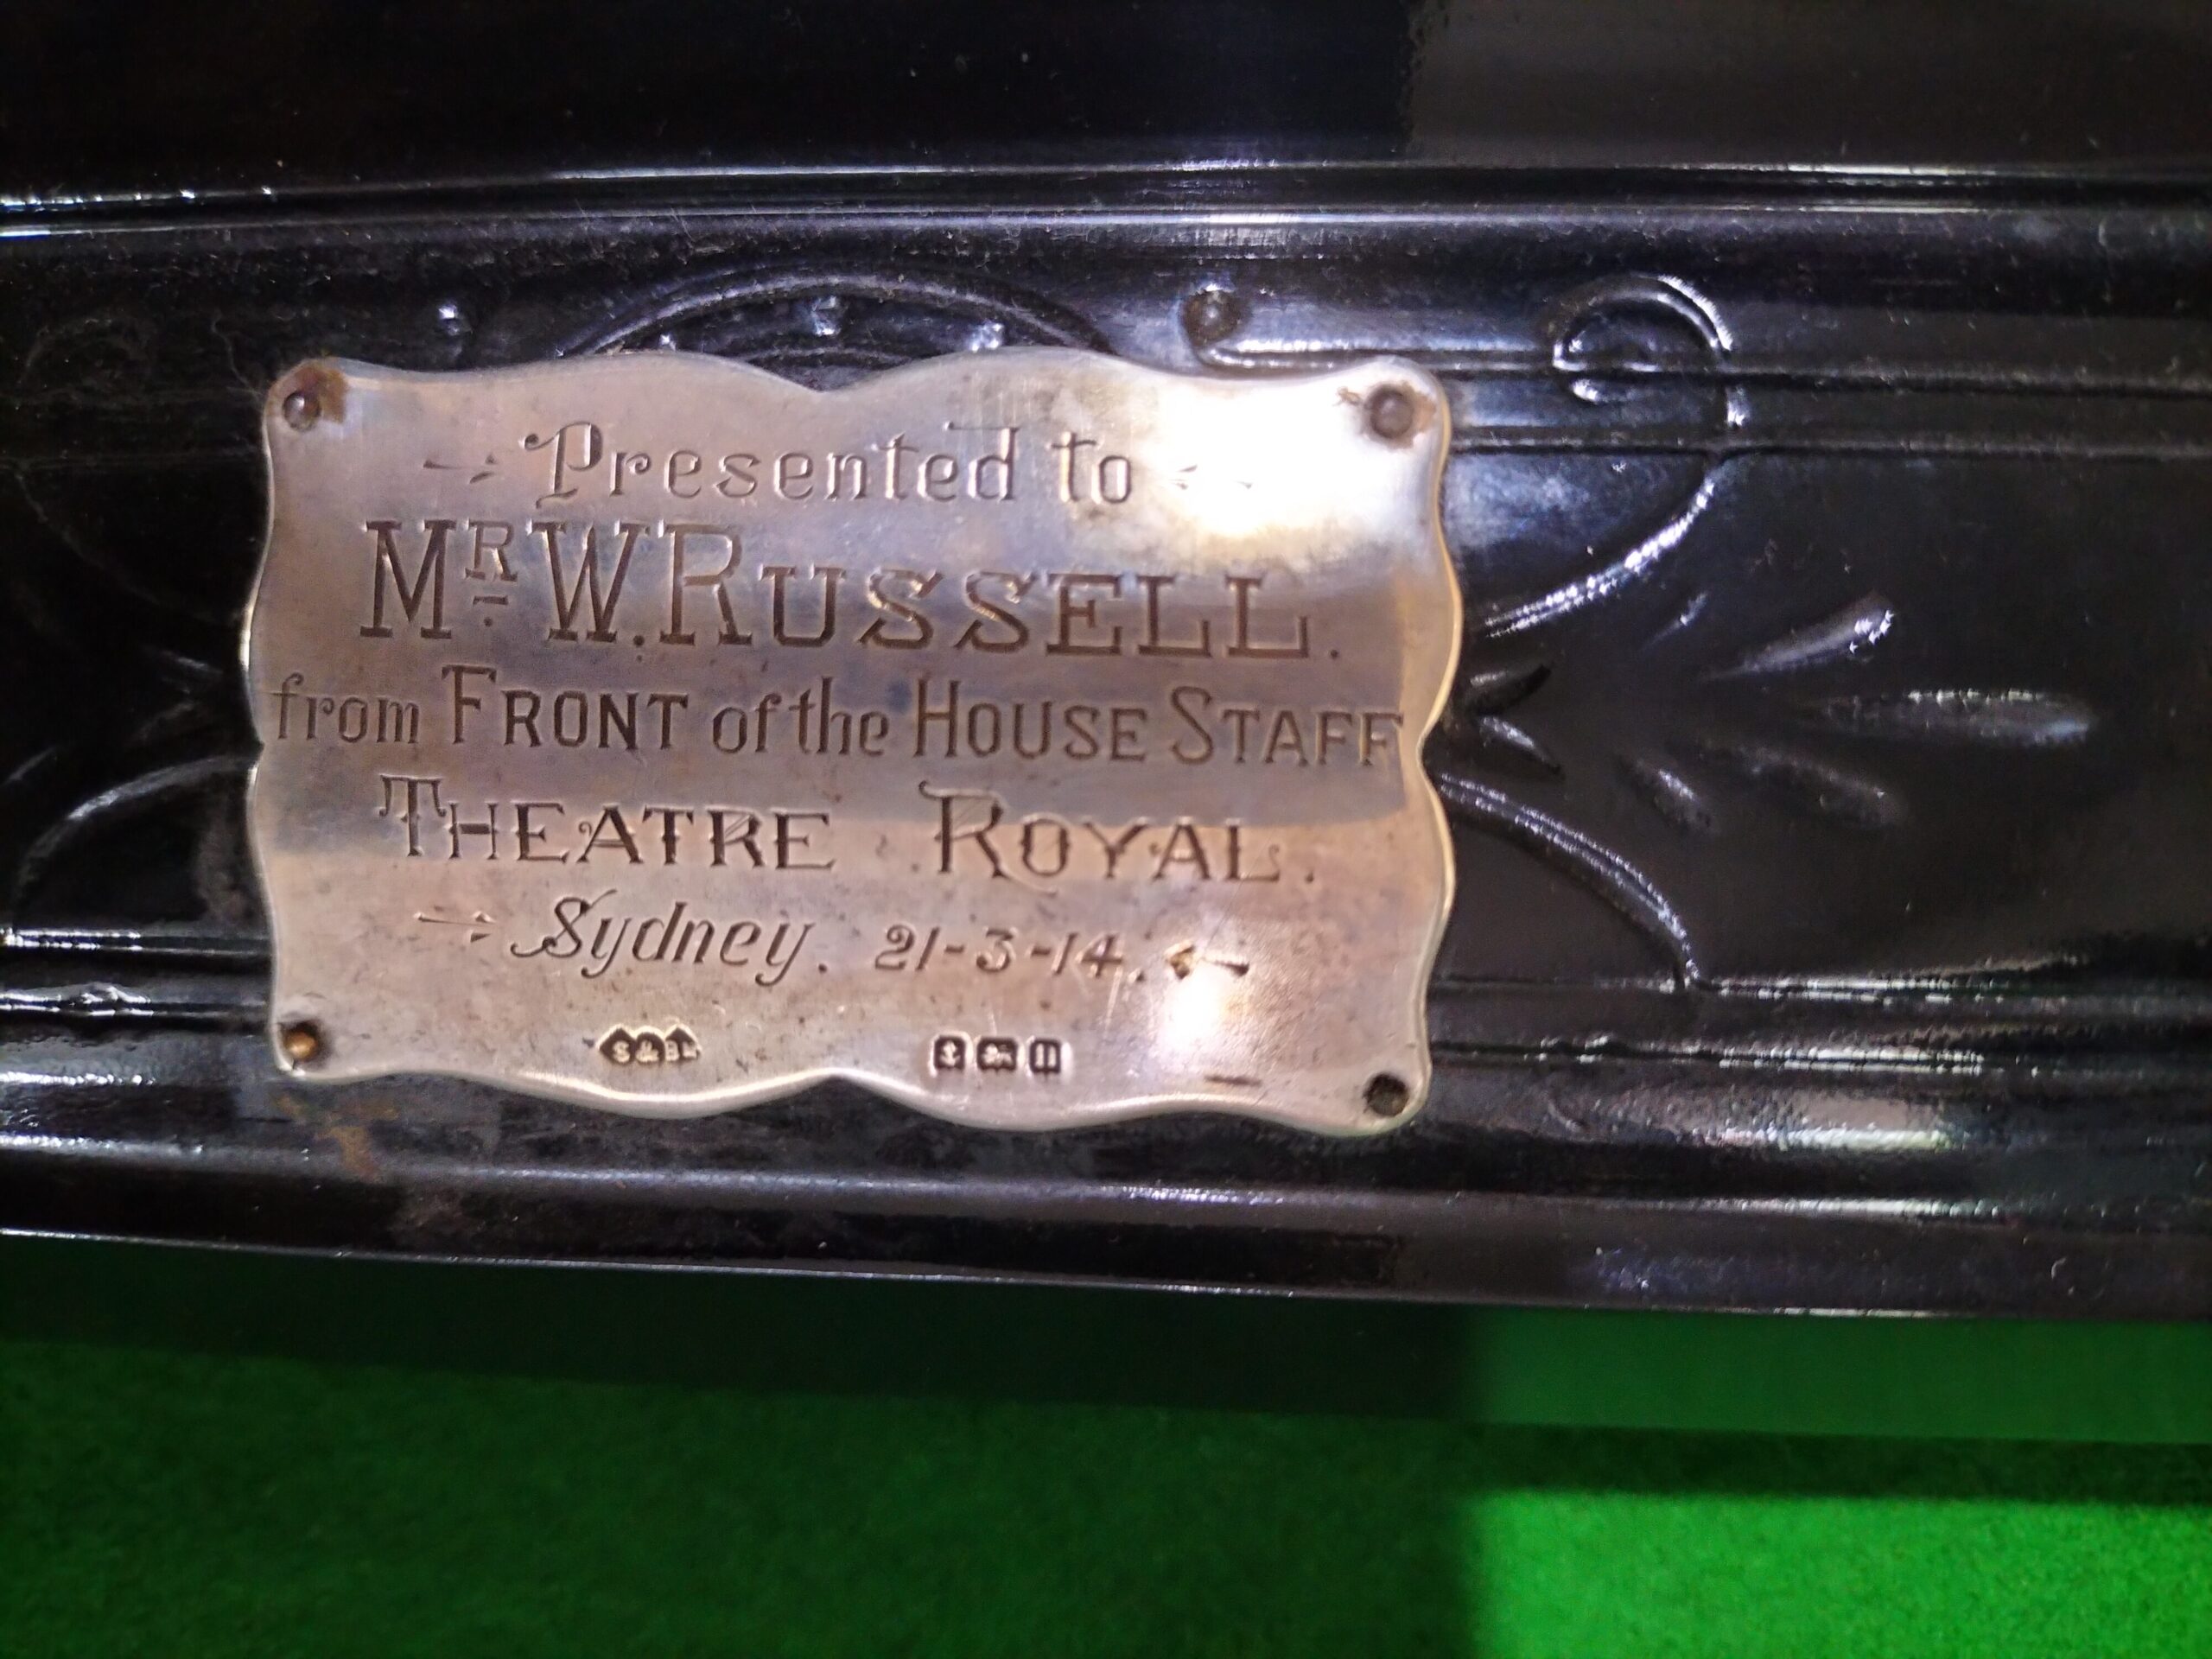 Presented to
MR W. RUSSELL.
from FRONT of the HOUSE STAFF
THEATRE ROYAL.
Sydney. 21-3-14.